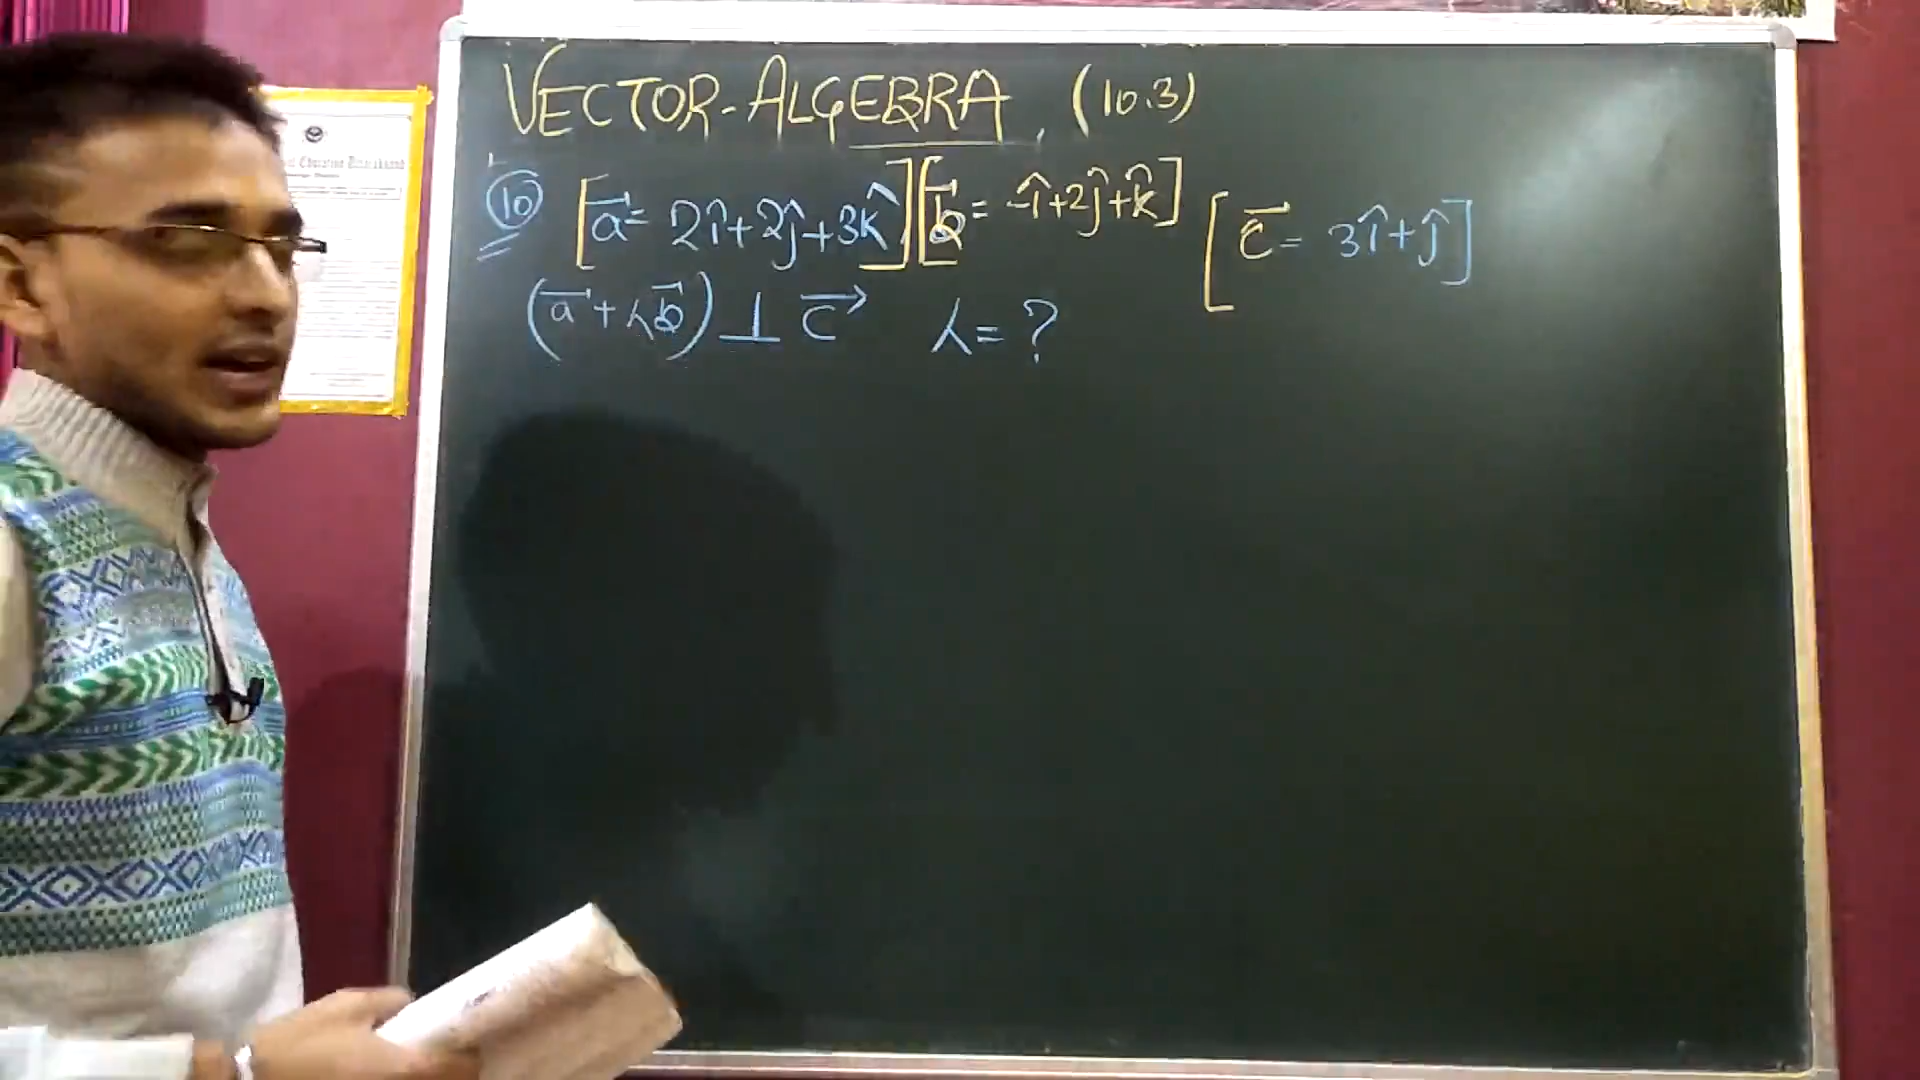 VECTOR-ALGEBRA, (10.3)
(10) [a⃗ = 2î+2ĵ+3k̂], [b⃗ = -î+2ĵ+k̂] [c⃗ = 3î+ĵ]
(a⃗ + λb⃗) ⊥ c⃗ λ = ?